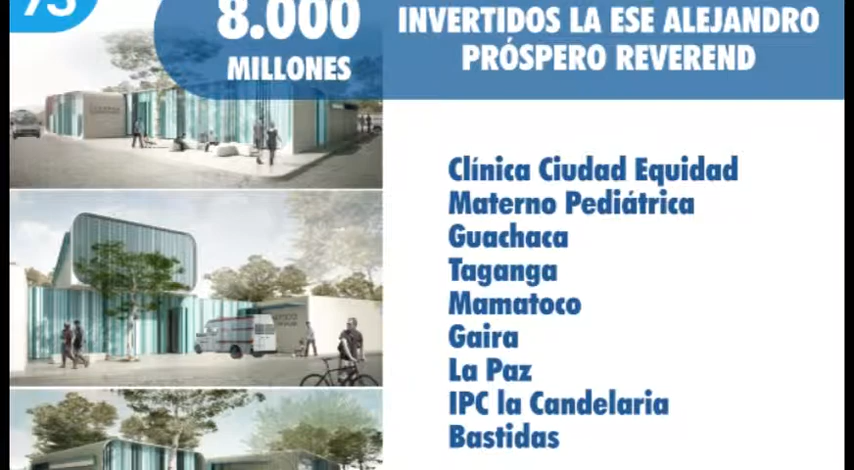 73
8.000
MILLONES
INVERTIDOS LA ESE ALEJANDRO
PRÓSPERO REVEREND
Clínica Ciudad Equidad
Materno Pediátrica
Guachaca
Taganga
Mamatoco
Gaira
La Paz
IPC la Candelaria
Bastidas